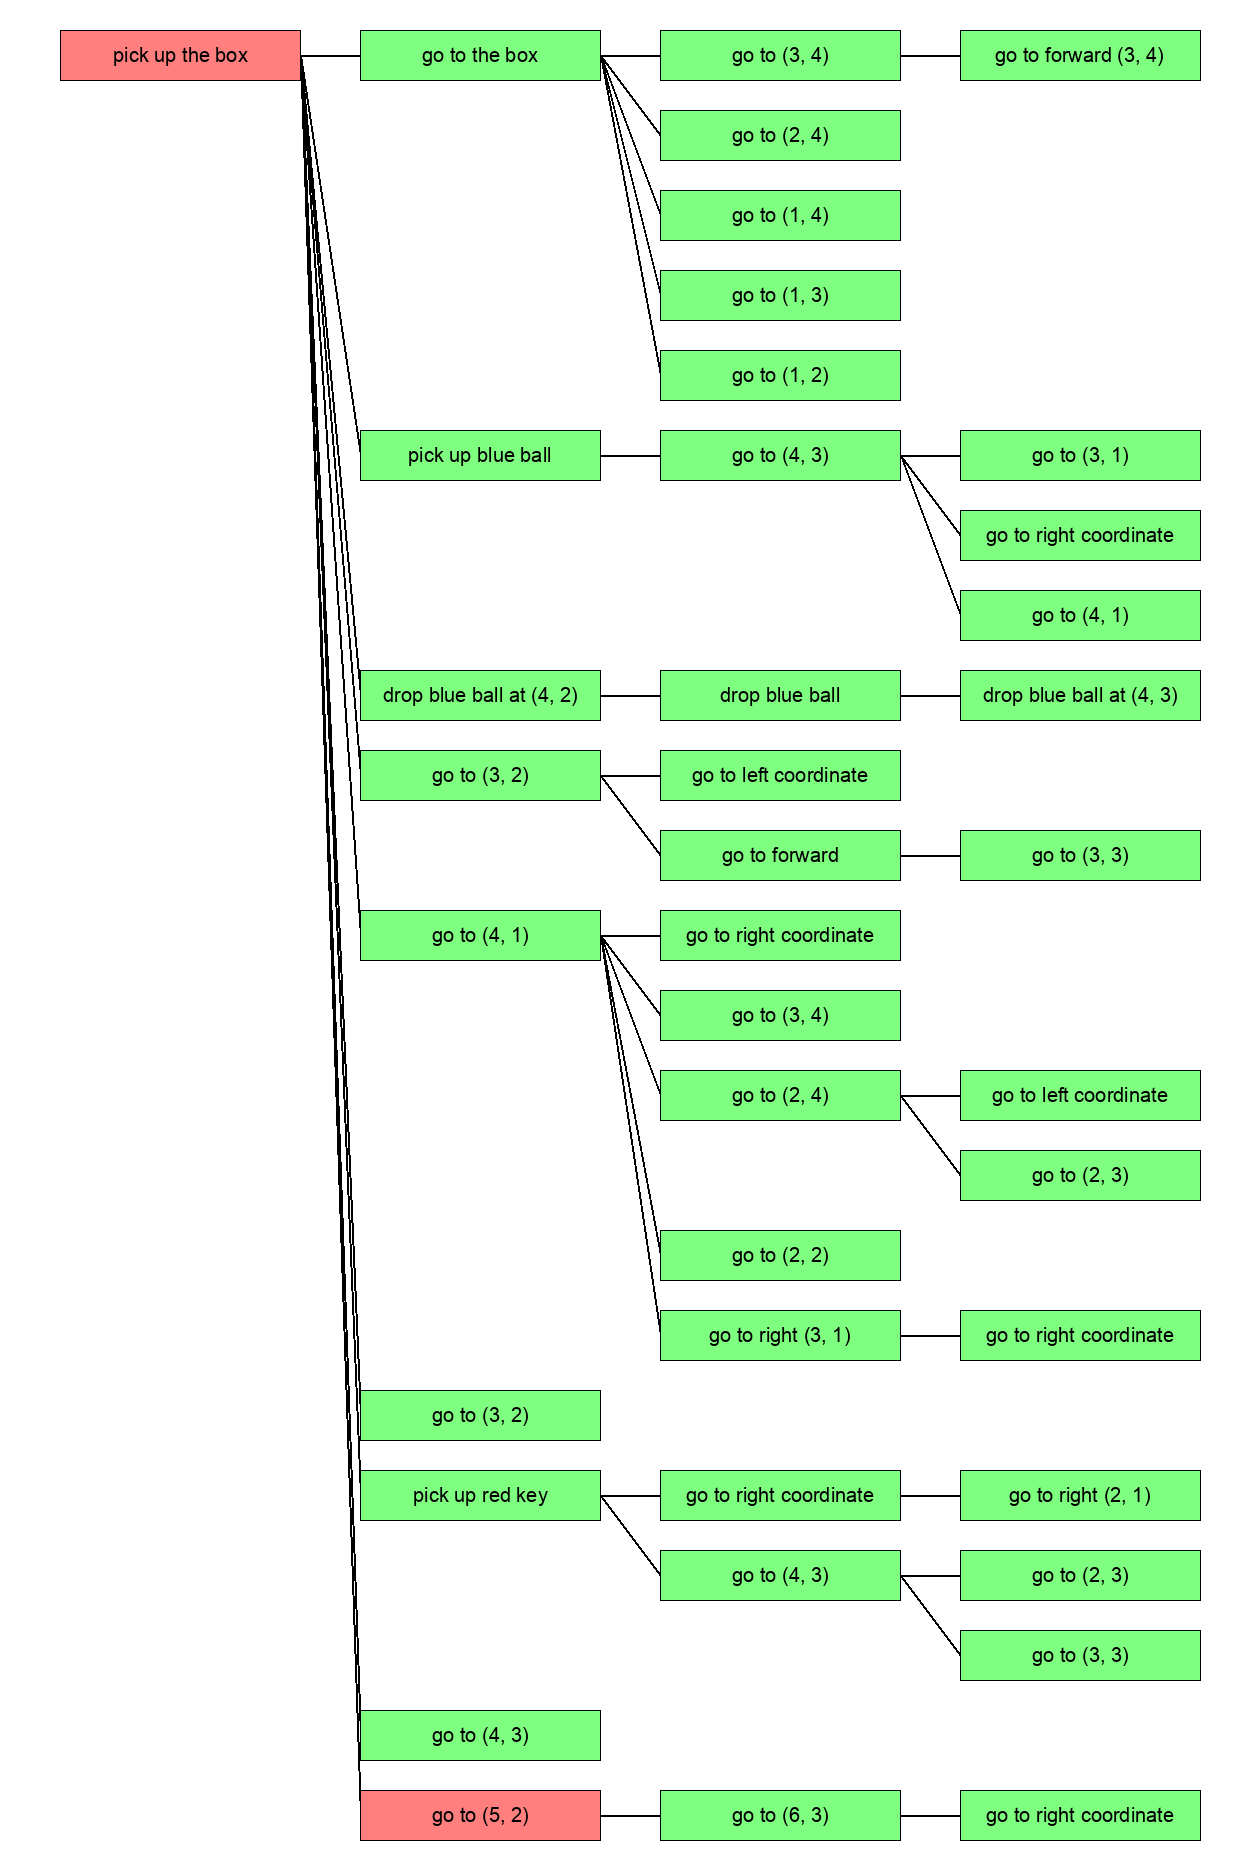 pick up the box
go to the box
go to (3, 4)
go to forward (3, 4)
go to (2, 4)
go to (1, 4)
go to (1, 3)
go to (1, 2)
pick up blue ball
go to (4, 3)
go to (3, 1)
go to right coordinate
go to (4, 1)
drop blue ball at (4, 2)
drop blue ball
drop blue ball at (4, 3)
go to (3, 2)
go to left coordinate
go to forward
go to (3, 3)
go to (4, 1)
go to right coordinate
go to (3, 4)
go to (2, 4)
go to left coordinate
go to (2, 3)
go to (2, 2)
go to right (3, 1)
go to right coordinate
go to (3, 2)
pick up red key
go to right coordinate
go to right (2, 1)
go to (4, 3)
go to (2, 3)
go to (3, 3)
go to (4, 3)
go to (5, 2)
go to (6, 3)
go to right coordinate